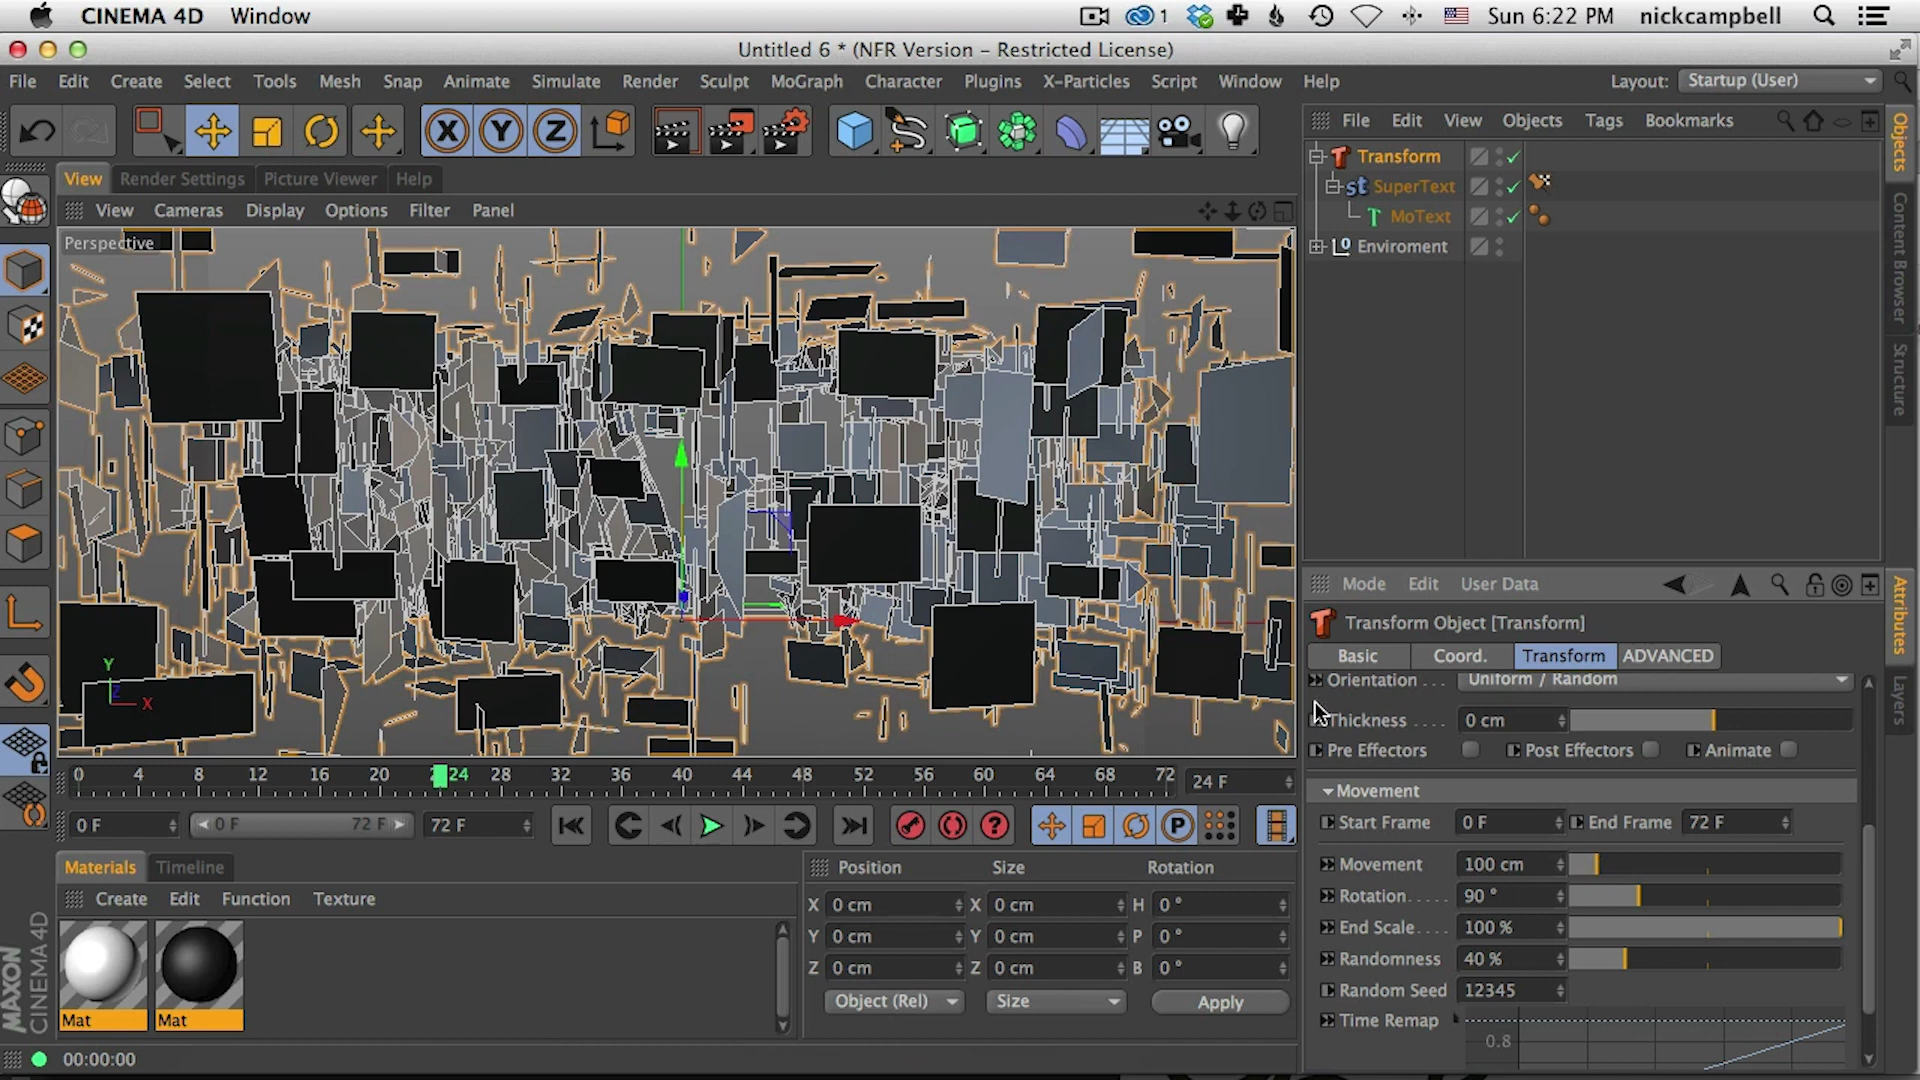 CINEMA 4D Window 1 Sun 6:22 PM nickcampbell
Untitled 6 * (NFR Version - Restricted License)
File Edit Create Select Tools Mesh Snap Animate Simulate Render Sculpt MoGraph Character Plugins X-Particles Script Window Help Layout: Startup (User)
X Y Z
File Edit View Objects Tags Bookmarks
View Render Settings Picture Viewer Help
View Cameras Display Options Filter Panel
Perspective
Transform
SuperText
MoText
Enviroment
Objects
Content Browser
Structure
Y
Z X
Mode Edit User Data
Transform Object [Transform]
Basic Coord. Transform ADVANCED
Orientation . . . Uniform / Random
Thickness . . . . 0 cm
Pre Effectors Post Effectors Animate
Movement
Start Frame 0 F End Frame 72 F
Movement 100 cm
Rotation . . . . . 90 °
End Scale . . . . 100 %
Randomness 40 %
Random Seed 12345
Time Remap
0.8
Attributes
Layers
0 4 8 12 16 20 24 28 32 36 40 44 48 52 56 60 64 68 72 24 F
0 F 0 F 72 F 72 F
Materials Timeline
Create Edit Function Texture
Mat Mat
Position Size Rotation
X 0 cm X 0 cm H 0 °
Y 0 cm Y 0 cm P 0 °
Z 0 cm Z 0 cm B 0 °
Object (Rel) Size Apply
MAXON
CINEMA 4D
00:00:00